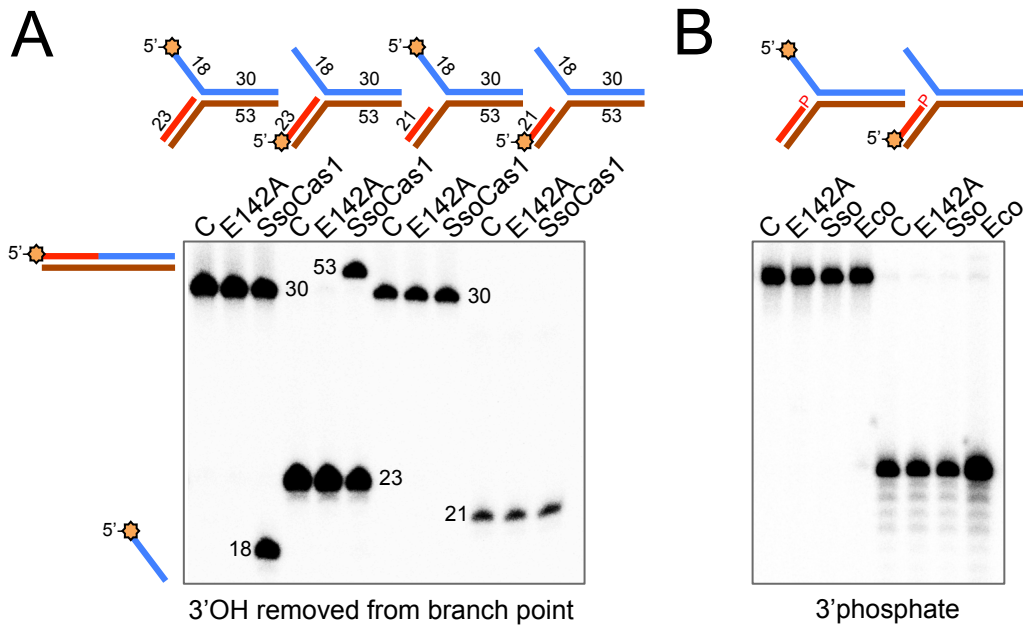 A
B
5'
18
30
23
53
18
30
23
53
5'
5'
18
30
21
53
18
30
21
53
5'
5'
P
P
5'
C
E142A
SsoCas1
C
E142A
SsoCas1
C
E142A
SsoCas1
C
E142A
SsoCas1
C
E142A
Sso
Eco
C
E142A
Sso
Eco
5'
30
53
30
23
21
5'
18
3'OH removed from branch point
3'phosphate